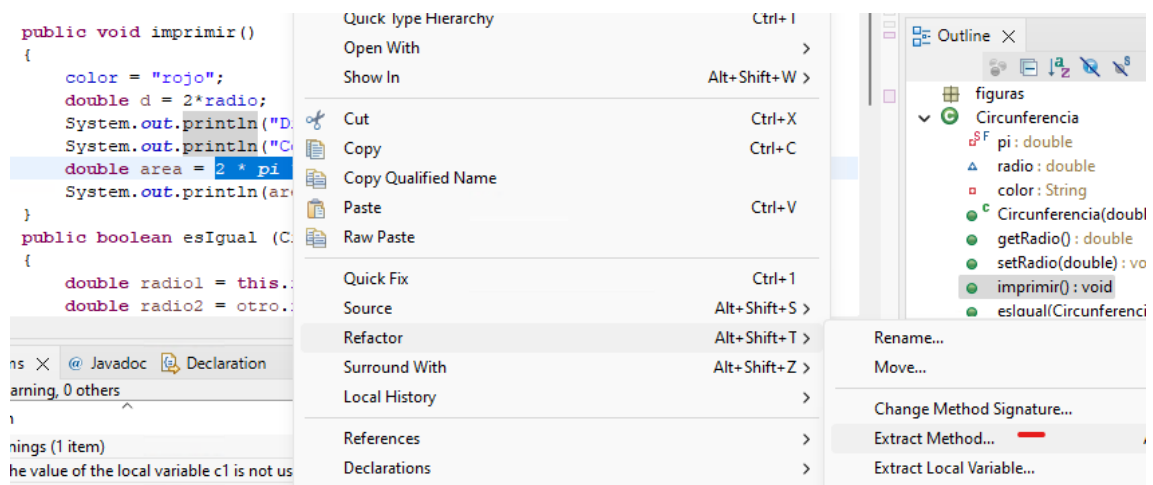 public void imprimir()
{
color = "rojo";
double d = 2*radio;
System.out.println("D
System.out.println("C
double area = 2 * pi
System.out.println(are
}
public boolean esIgual (C
{
double radio1 = this.
double radio2 = otro.
Quick Type Hierarchy Ctrl+T
Open With
Show In Alt+Shift+W >
Cut Ctrl+X
Copy Ctrl+C
Copy Qualified Name
Paste Ctrl+V
Raw Paste
Quick Fix Ctrl+1
Source Alt+Shift+S >
Refactor Alt+Shift+T >
Surround With Alt+Shift+Z >
Local History >
References >
Declarations >
Rename...
Move...
Change Method Signature...
Extract Method...
Extract Local Variable...
Outline
figuras
Circunferencia
pi : double
radio : double
color : String
Circunferencia(doubl
getRadio() : double
setRadio(double) : vo
imprimir() : void
esIgual(Circunferenci
ns @ Javadoc Declaration
arning, 0 others
nings (1 item)
he value of the local variable c1 is not us